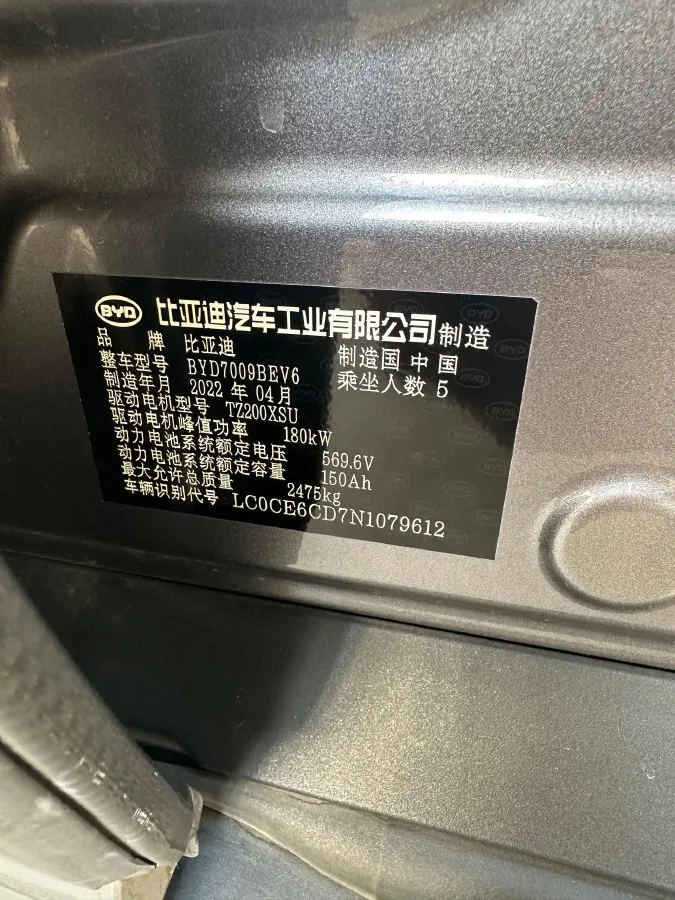 BYD 比亚迪汽车工业有限公司制造
品 牌 比亚迪 制造国 中国
整车型号 BYD7009BEV6 乘坐人数 5
制造年月 2022 年 04 月
驱动电机型号 TZ200XSU
驱动电机峰值功率 180kW
动力电池系统额定电压 569.6V
动力电池系统额定容量 150Ah
最大允许总质量 2475kg
车辆识别代号 LC0CE6CD7N1079612